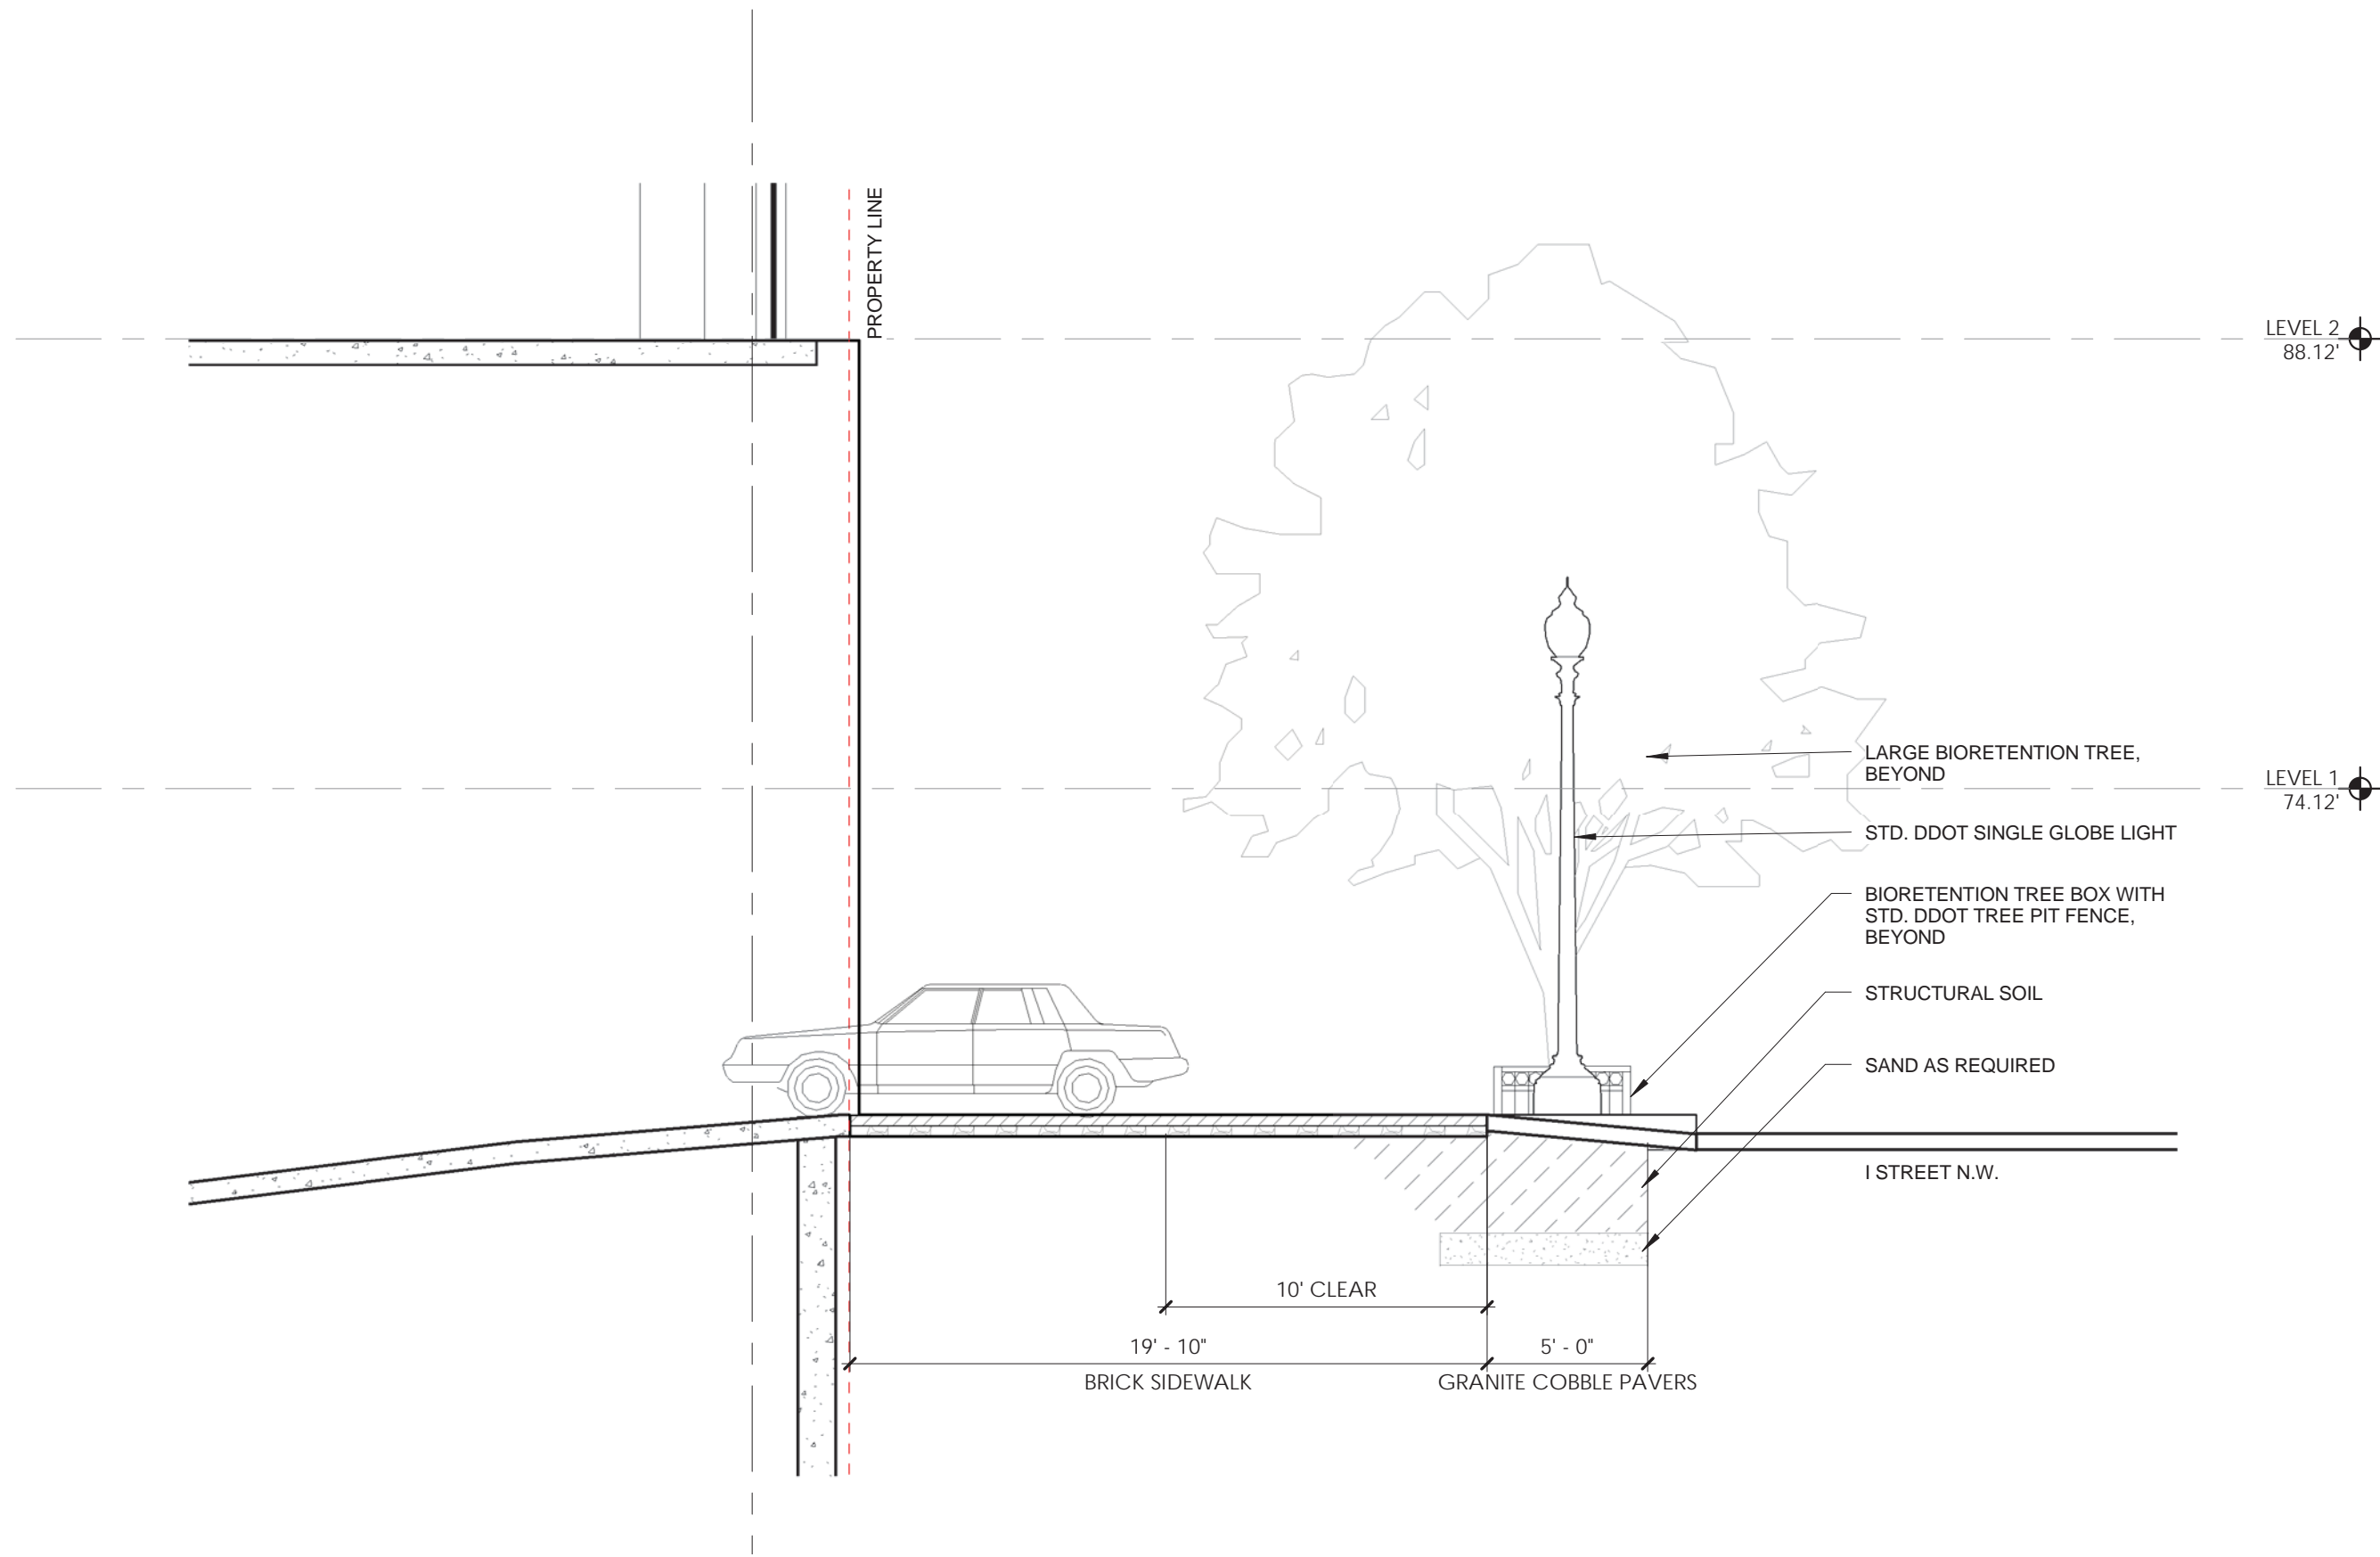 PROPERTY LINE
LEVEL 2
88.12'
LARGE BIORETENTION TREE,
BEYOND
LEVEL 1
74.12'
STD. DDOT SINGLE GLOBE LIGHT
BIORETENTION TREE BOX WITH
STD. DDOT TREE PIT FENCE,
BEYOND
STRUCTURAL SOIL
SAND AS REQUIRED
I STREET N.W.
10' CLEAR
19' - 10"
5' - 0"
BRICK SIDEWALK
GRANITE COBBLE PAVERS